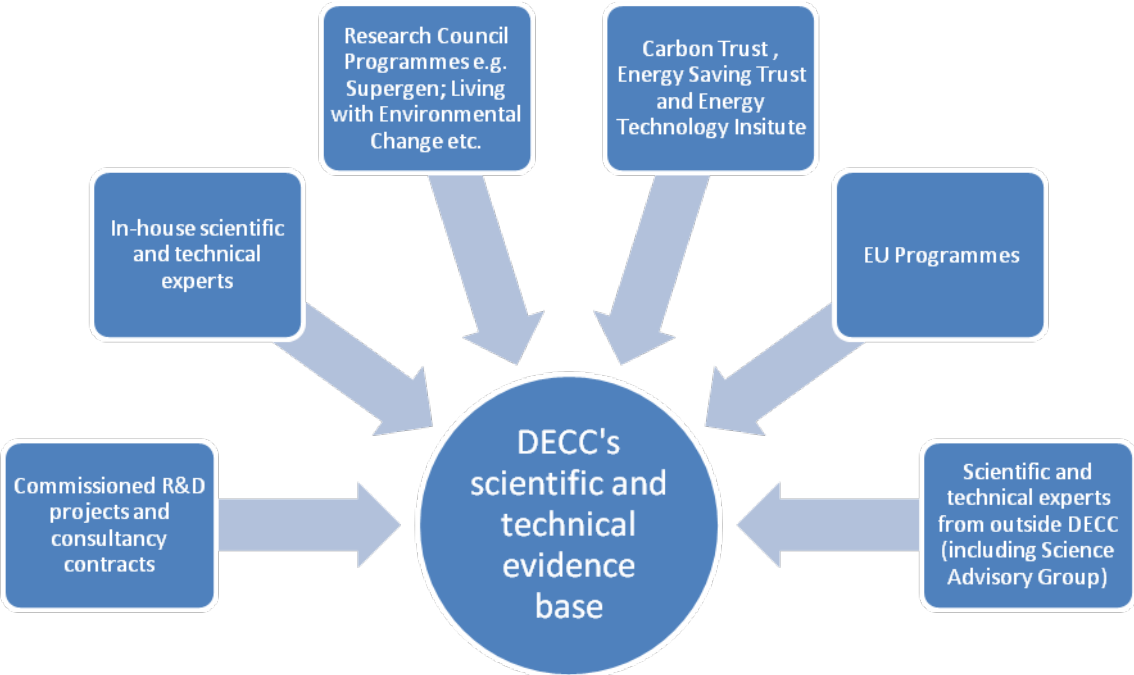 Research Council
Programmes e.g.
Supergen; Living
with Environmental
Change etc.
Carbon Trust ,
Energy Saving Trust
and Energy
Technology Insitute
In-house scientific
and technical
experts
EU Programmes
Commissioned R&D
projects and
consultancy
contracts
DECC's
scientific and
technical
evidence
base
Scientific and
technical experts
from outside DECC
(including Science
Advisory Group)